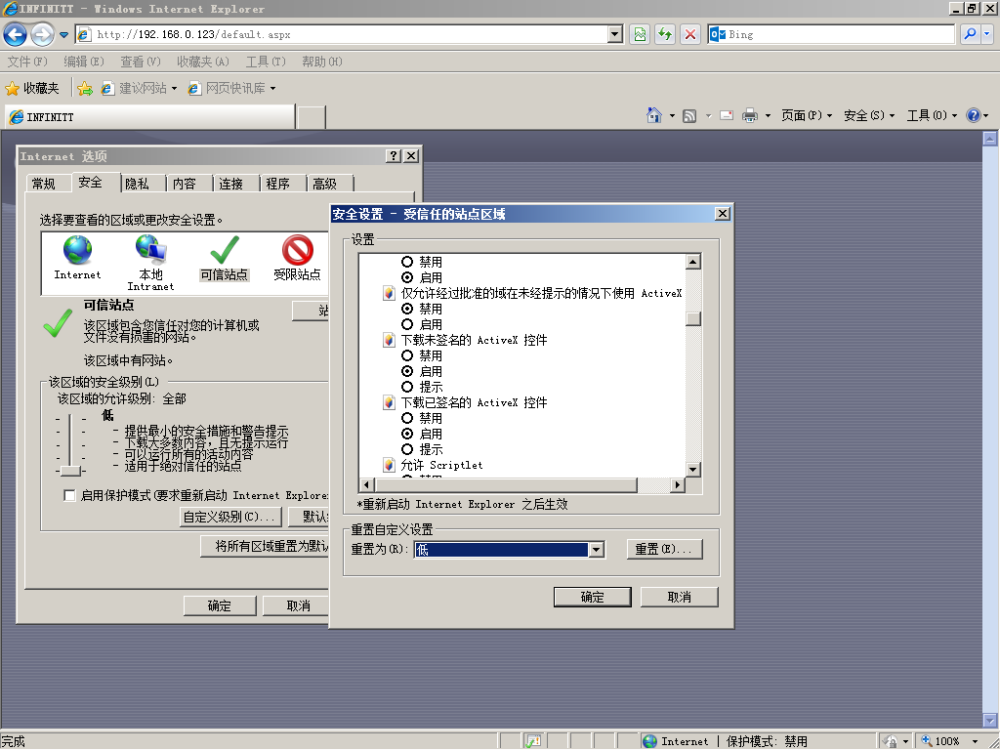 INFINITT - Windows Internet Explorer
http://192.168.0.123/default.aspx
Bing
文件(F) 编辑(E) 查看(V) 收藏夹(A) 工具(T) 帮助(H)
收藏夹 建议网站 网页快讯库
INFINITT
页面(P) 安全(S) 工具(O)
Internet 选项
常规 安全 隐私 内容 连接 程序 高级
选择要查看的区域或更改安全设置。
Internet
本地
Intranet
可信站点
受限站点
可信站点
站
该区域包含您信任对您的计算机或
文件没有损害的网站。
该区域中有网站。
该区域的安全级别(L)
该区域的允许级别: 全部
低
- 提供最小的安全措施和警告提示
- 下载大多数内容，且无提示运行
- 可以运行所有的活动内容
- 适用于绝对信任的站点
启用保护模式(要求重新启动 Internet Explore
自定义级别(C)...
默认
将所有区域重置为默认
确定
取消
安全设置 - 受信任的站点区域
设置
禁用
启用
仅允许经过批准的域在未经提示的情况下使用 ActiveX
禁用
启用
下载未签名的 ActiveX 控件
禁用
启用
提示
下载已签名的 ActiveX 控件
禁用
启用
提示
允许 Scriptlet
*重新启动 Internet Explorer 之后生效
重置自定义设置
重置为(R): 低
重置(E)...
确定
取消
完成
Internet | 保护模式: 禁用
100%